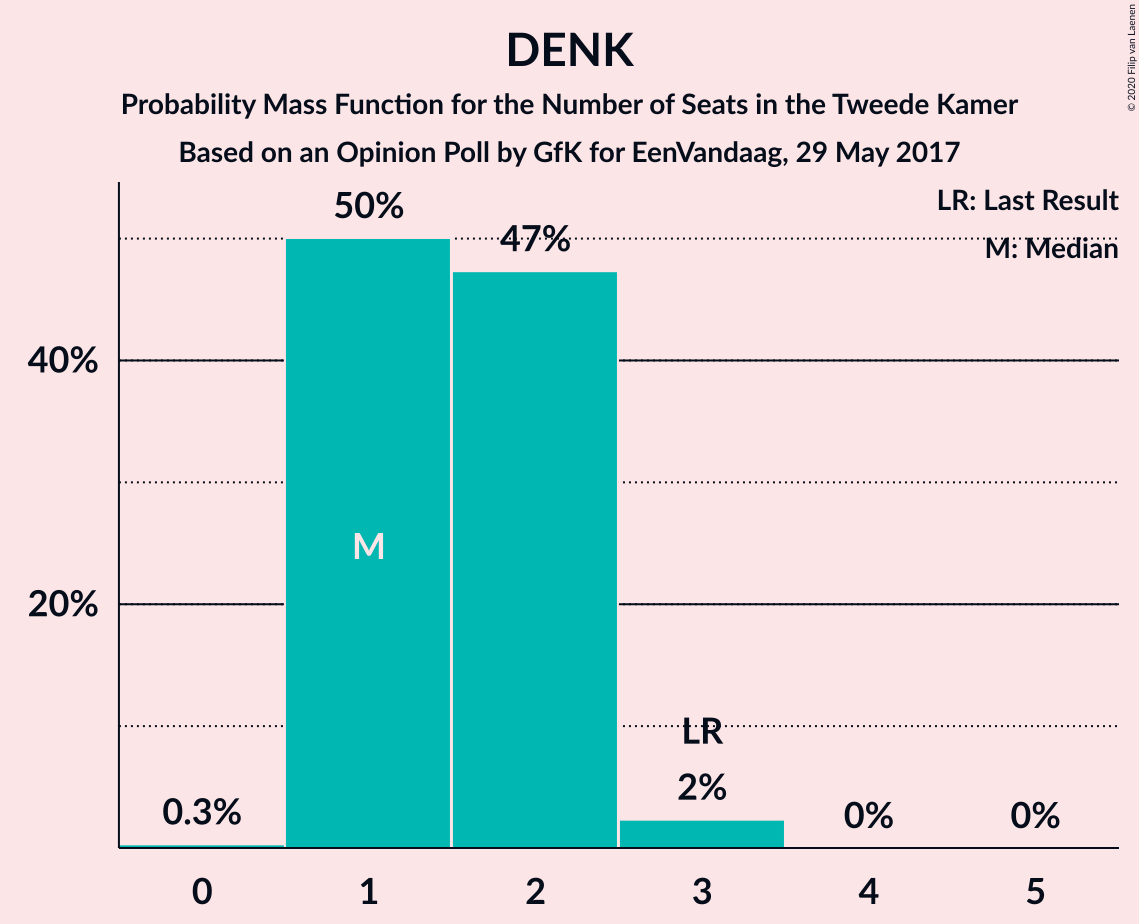 DENK
Probability Mass Function for the Number of Seats in the Tweede Kamer
Based on an Opinion Poll by GfK for EenVandaag, 29 May 2017
© 2020 Filip van Laenen
LR: Last Result
M: Median
50%
47%
40%
M
20%
LR
2%
0.3%
0%
0%
0 1 2 3 4 5